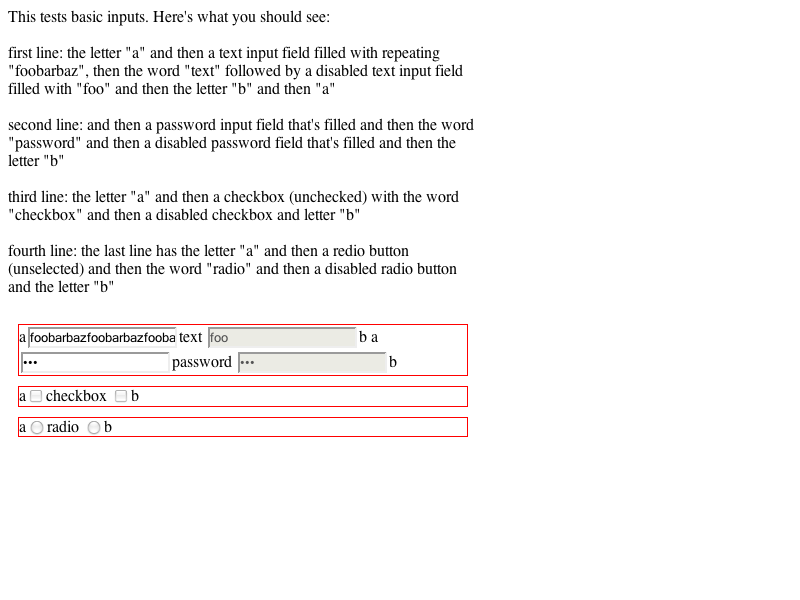 This tests basic inputs. Here's what you should see:
first line: the letter "a" and then a text input field filled with repeating
"foobarbaz", then the word "text" followed by a disabled text input field
filled with "foo" and then the letter "b" and then "a"
second line: and then a password input field that's filled and then the word
"password" and then a disabled password field that's filled and then the
letter "b"
third line: the letter "a" and then a checkbox (unchecked) with the word
"checkbox" and then a disabled checkbox and letter "b"
fourth line: the last line has the letter "a" and then a redio button
(unselected) and then the word "radio" and then a disabled radio button
and the letter "b"
a foobarbazfoobarbazfooba text foo b a
••• password ••• b
a checkbox b
a radio b